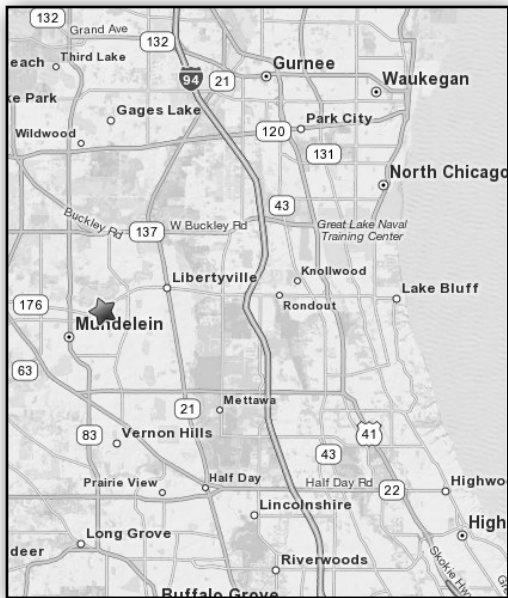 132
Grand Ave
132
each
Third Lake
Gurnee
94
21
Waukegan
ke Park
Gages Lake
120
Park City
Wildwood
131
North Chicago
43
Buckley Rd
137
W Buckley Rd
Great Lake Naval
Training Center
Libertyville
Knollwood
Lake Bluff
Rondout
176
Mundelein
63
21
Mettawa
41
83
Vernon Hills
43
Prairie View
Half Day
Half Day Rd
22
Highwo
Lincolnshire
Long Grove
High
deer
Riverwoods
Skokie Hw
Gr
Buffalo Grove